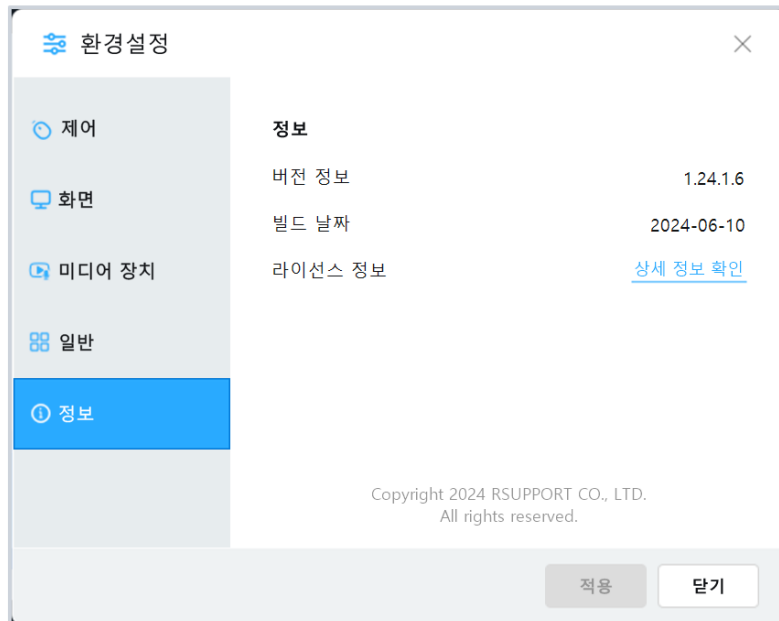 환경설정
제어
화면
미디어 장치
일반
정보
정보
버전 정보 1.24.1.6
빌드 날짜 2024-06-10
라이선스 정보 상세 정보 확인
Copyright 2024 RSUPPORT CO., LTD.
All rights reserved.
적용 닫기